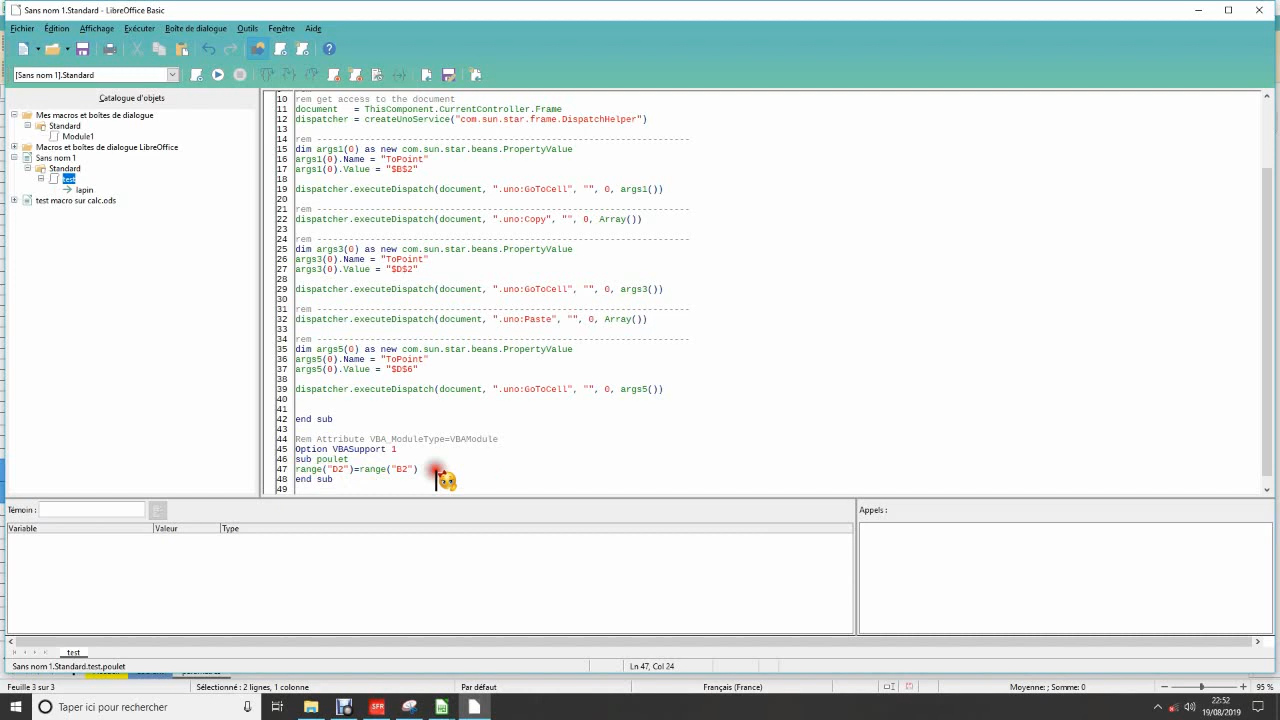 Sans nom 1.Standard - LibreOffice Basic
Fichier Édition Affichage Exécuter Boîte de dialogue Outils Fenêtre Aide
[Sans nom 1].Standard
Catalogue d'objets
Mes macros et boîtes de dialogue
Standard
Module1
Macros et boîtes de dialogue LibreOffice
Sans nom 1
Standard
test
lapin
test macro sur calc.ods
10 rem get access to the document
11 document   = ThisComponent.CurrentController.Frame
12 dispatcher = createUnoService("com.sun.star.frame.DispatchHelper")
13
14 rem ----------------------------------------------------------------------
15 dim args1(0) as new com.sun.star.beans.PropertyValue
16 args1(0).Name = "ToPoint"
17 args1(0).Value = "$B$2"
18
19 dispatcher.executeDispatch(document, ".uno:GoToCell", "", 0, args1())
20
21 rem ----------------------------------------------------------------------
22 dispatcher.executeDispatch(document, ".uno:Copy", "", 0, Array())
23
24 rem ----------------------------------------------------------------------
25 dim args3(0) as new com.sun.star.beans.PropertyValue
26 args3(0).Name = "ToPoint"
27 args3(0).Value = "$D$2"
28
29 dispatcher.executeDispatch(document, ".uno:GoToCell", "", 0, args3())
30
31 rem ----------------------------------------------------------------------
32 dispatcher.executeDispatch(document, ".uno:Paste", "", 0, Array())
33
34 rem ----------------------------------------------------------------------
35 dim args5(0) as new com.sun.star.beans.PropertyValue
36 args5(0).Name = "ToPoint"
37 args5(0).Value = "$D$6"
38
39 dispatcher.executeDispatch(document, ".uno:GoToCell", "", 0, args5())
40
41
42 end sub
43
44 Rem Attribute VBA_ModuleType=VBAModule
45 Option VBASupport 1
46 sub poulet
47 range("D2")=range("B2")
48 end sub
49
Témoin :
Appels :
Variable Valeur Type
test
Sans nom 1.Standard.test.poulet Ln 47, Col 24
Feuille 3 sur 3 Sélectionné : 2 lignes, 1 colonne Par défaut Français (France) Moyenne: ; Somme: 0 95 %
Taper ici pour rechercher
SFR
22:52
19/08/2019